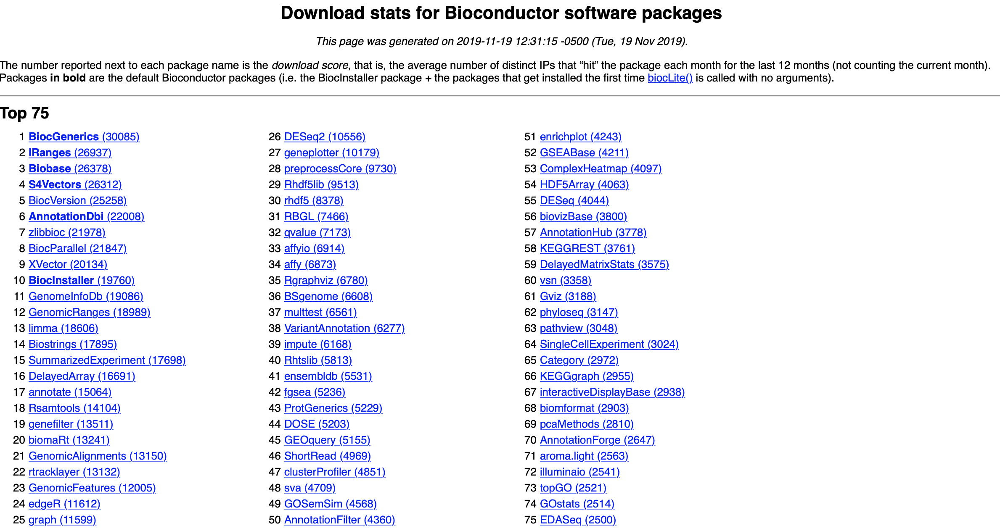 Download stats for Bioconductor software packages
This page was generated on 2019-11-19 12:31:15 -0500 (Tue, 19 Nov 2019).
The number reported next to each package name is the download score, that is, the average number of distinct IPs that “hit” the package each month for the last 12 months (not counting the current month).
Packages in bold are the default Bioconductor packages (i.e. the BiocInstaller package + the packages that get installed the first time biocLite() is called with no arguments).
Top 75
1 BiocGenerics (30085)
2 IRanges (26937)
3 Biobase (26378)
4 S4Vectors (26312)
5 BiocVersion (25258)
6 AnnotationDbi (22008)
7 zlibbioc (21978)
8 BiocParallel (21847)
9 XVector (20134)
10 BiocInstaller (19760)
11 GenomeInfoDb (19086)
12 GenomicRanges (18989)
13 limma (18606)
14 Biostrings (17895)
15 SummarizedExperiment (17698)
16 DelayedArray (16691)
17 annotate (15064)
18 Rsamtools (14104)
19 genefilter (13511)
20 biomaRt (13241)
21 GenomicAlignments (13150)
22 rtracklayer (13132)
23 GenomicFeatures (12005)
24 edgeR (11612)
25 graph (11599)
26 DESeq2 (10556)
27 geneplotter (10179)
28 preprocessCore (9730)
29 Rhdf5lib (9513)
30 rhdf5 (8378)
31 RBGL (7466)
32 qvalue (7173)
33 affyio (6914)
34 affy (6873)
35 Rgraphviz (6780)
36 BSgenome (6608)
37 multtest (6561)
38 VariantAnnotation (6277)
39 impute (6168)
40 Rhtslib (5813)
41 ensembldb (5531)
42 fgsea (5236)
43 ProtGenerics (5229)
44 DOSE (5203)
45 GEOquery (5155)
46 ShortRead (4969)
47 clusterProfiler (4851)
48 sva (4709)
49 GOSemSim (4568)
50 AnnotationFilter (4360)
51 enrichplot (4243)
52 GSEABase (4211)
53 ComplexHeatmap (4097)
54 HDF5Array (4063)
55 DESeq (4044)
56 biovizBase (3800)
57 AnnotationHub (3778)
58 KEGGREST (3761)
59 DelayedMatrixStats (3575)
60 vsn (3358)
61 Gviz (3188)
62 phyloseq (3147)
63 pathview (3048)
64 SingleCellExperiment (3024)
65 Category (2972)
66 KEGGgraph (2955)
67 interactiveDisplayBase (2938)
68 biomformat (2903)
69 pcaMethods (2810)
70 AnnotationForge (2647)
71 aroma.light (2563)
72 illuminaio (2541)
73 topGO (2521)
74 GOstats (2514)
75 EDASeq (2500)